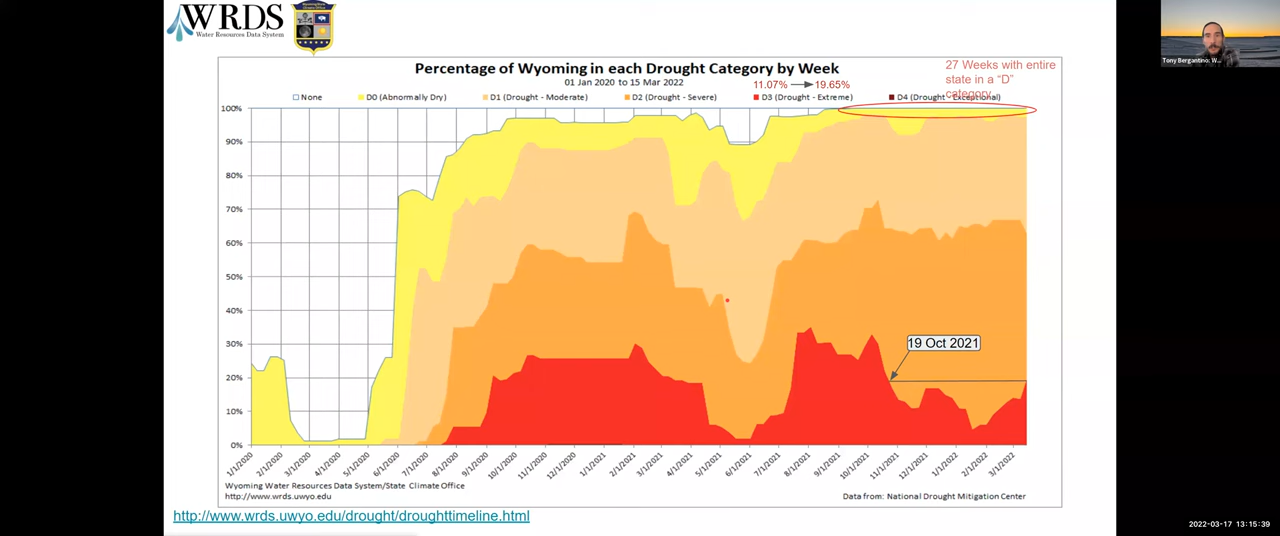 WRDS
Water Resources Data System
Tony Bergantino: W...
Percentage of Wyoming in each Drought Category by Week
01 Jan 2020 to 15 Mar 2022
11.07% → 19.65%
27 Weeks with entire
state in a "D"
category
None D0 (Abnormally Dry) D1 (Drought - Moderate) D2 (Drought - Severe) D3 (Drought - Extreme) D4 (Drought - Exceptional)
100%
90%
80%
70%
60%
50%
40%
30%
20%
10%
0%
19 Oct 2021
1/1/2020 2/1/2020 3/1/2020 4/1/2020 5/1/2020 6/1/2020 7/1/2020 8/1/2020 9/1/2020 10/1/2020 11/1/2020 12/1/2020 1/1/2021 2/1/2021 3/1/2021 4/1/2021 5/1/2021 6/1/2021 7/1/2021 8/1/2021 9/1/2021 10/1/2021 11/1/2021 12/1/2021 1/1/2022 2/1/2022 3/1/2022
Wyoming Water Resources Data System/State Climate Office
http://www.wrds.uwyo.edu
Data from: National Drought Mitigation Center
http://www.wrds.uwyo.edu/drought/droughttimeline.html
2022-03-17 13:15:39